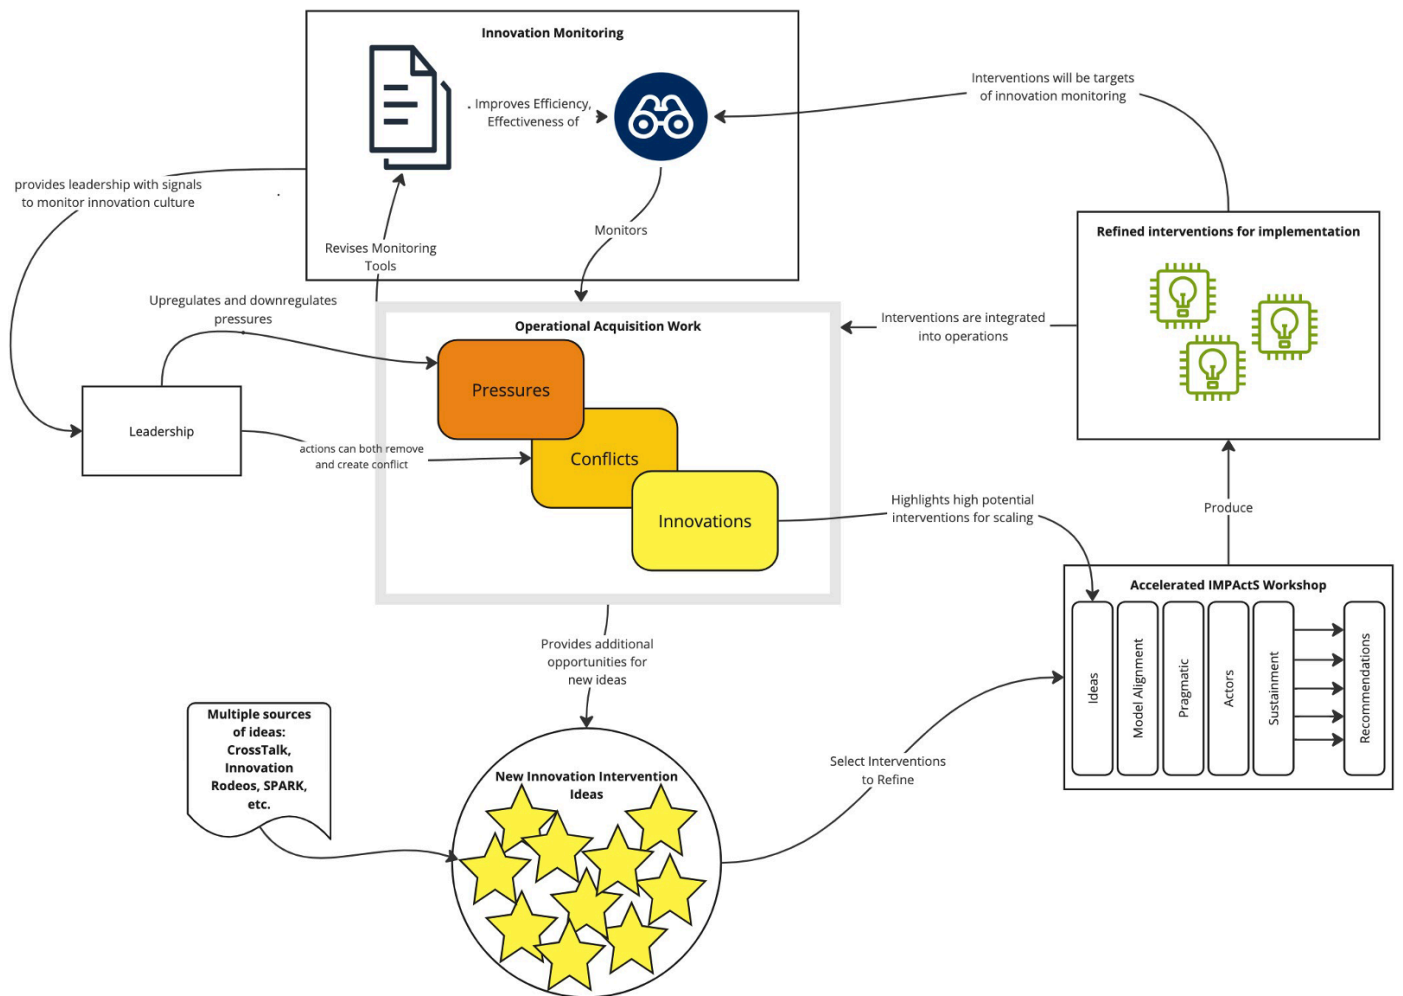 Innovation Monitoring
Improves Efficiency,
Effectiveness of
Interventions will be targets
of innovation monitoring
provides leadership with signals
to monitor innovation culture
Revises Monitoring
Tools
Monitors
Refined interventions for implementation
Upregulates and downregulates
pressures
Operational Acquisition Work
Interventions are integrated
into operations
Pressures
Leadership
actions can both remove
and create conflict
Conflicts
Innovations
Highlights high potential
interventions for scaling
Produce
Accelerated IMPActS Workshop
Ideas
Model Alignment
Pragmatic
Actors
Sustainment
Recommendations
Provides additional
opportunities for
new ideas
Multiple sources
of ideas:
CrossTalk,
Innovation
Rodeos, SPARK,
etc.
New Innovation Intervention
Ideas
Select Interventions
to Refine